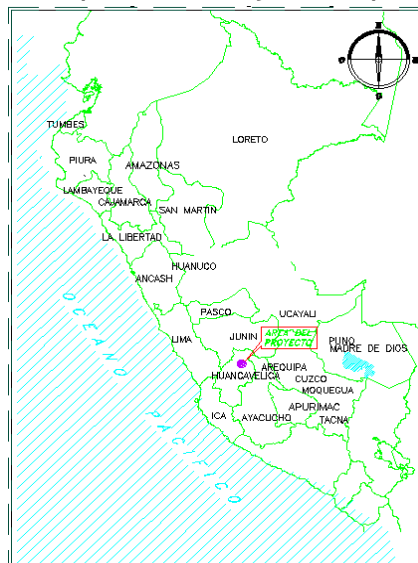 N
O
E
S
LORETO
TUMBES
PIURA
AMAZONAS
LAMBAYEQUE
CAJAMARCA
SAN MARTIN
LA LIBERTAD
HUANUCO
ANCASH
PASCO
UCAYALI
LIMA
JUNIN
AREA DEL
PROYECTO
PUNO
MADRE DE DIOS
HUANCAVELICA
AREQUIPA
CUZCO
MOQUEGUA
ICA
AYACUCHO
APURIMAC
TACNA
OCEANO PACIFICO